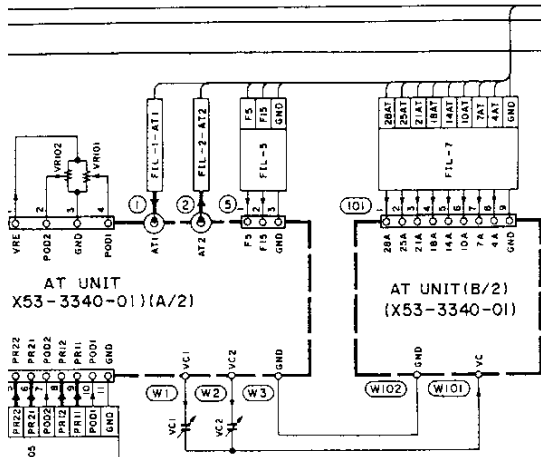 28AT 25AT 21AT 18AT 14AT 10AT 7AT 4AT GND
F5 F15 GND
FIL-1-AT1
FIL-2-AT2
FIL-5
FIL-7
VR102 VR101
1 2 3 4
① ② ⑤ 1 2 3
101 1 2 3 4 5 6 7 8 9
VRE POD2 GND POD1
AT1 AT2
F5 F15 GND
28A 25A 21A 18A 14A 10A 7A 4A GND
AT UNIT
X53-3340-01)(A/2)
AT UNIT(B/2)
(X53-3340-01)
PR22 PR21 POD2 PR12 PR11 POD1 GND
VC1 VC2 GND
GND VC
6 7 8 9 10 11
W1 W2 W3
W102 W101
PR22 PR21 POD2 PR12 PR11 POD1 GND
VC1 VC2
05